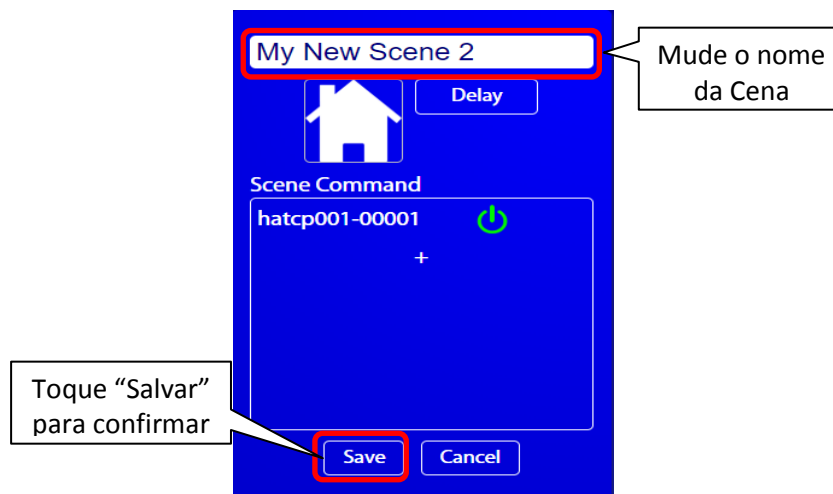 My New Scene 2
Mude o nome
da Cena
Delay
Scene Command
hatcp001-00001
+
Toque “Salvar”
para confirmar
Save
Cancel